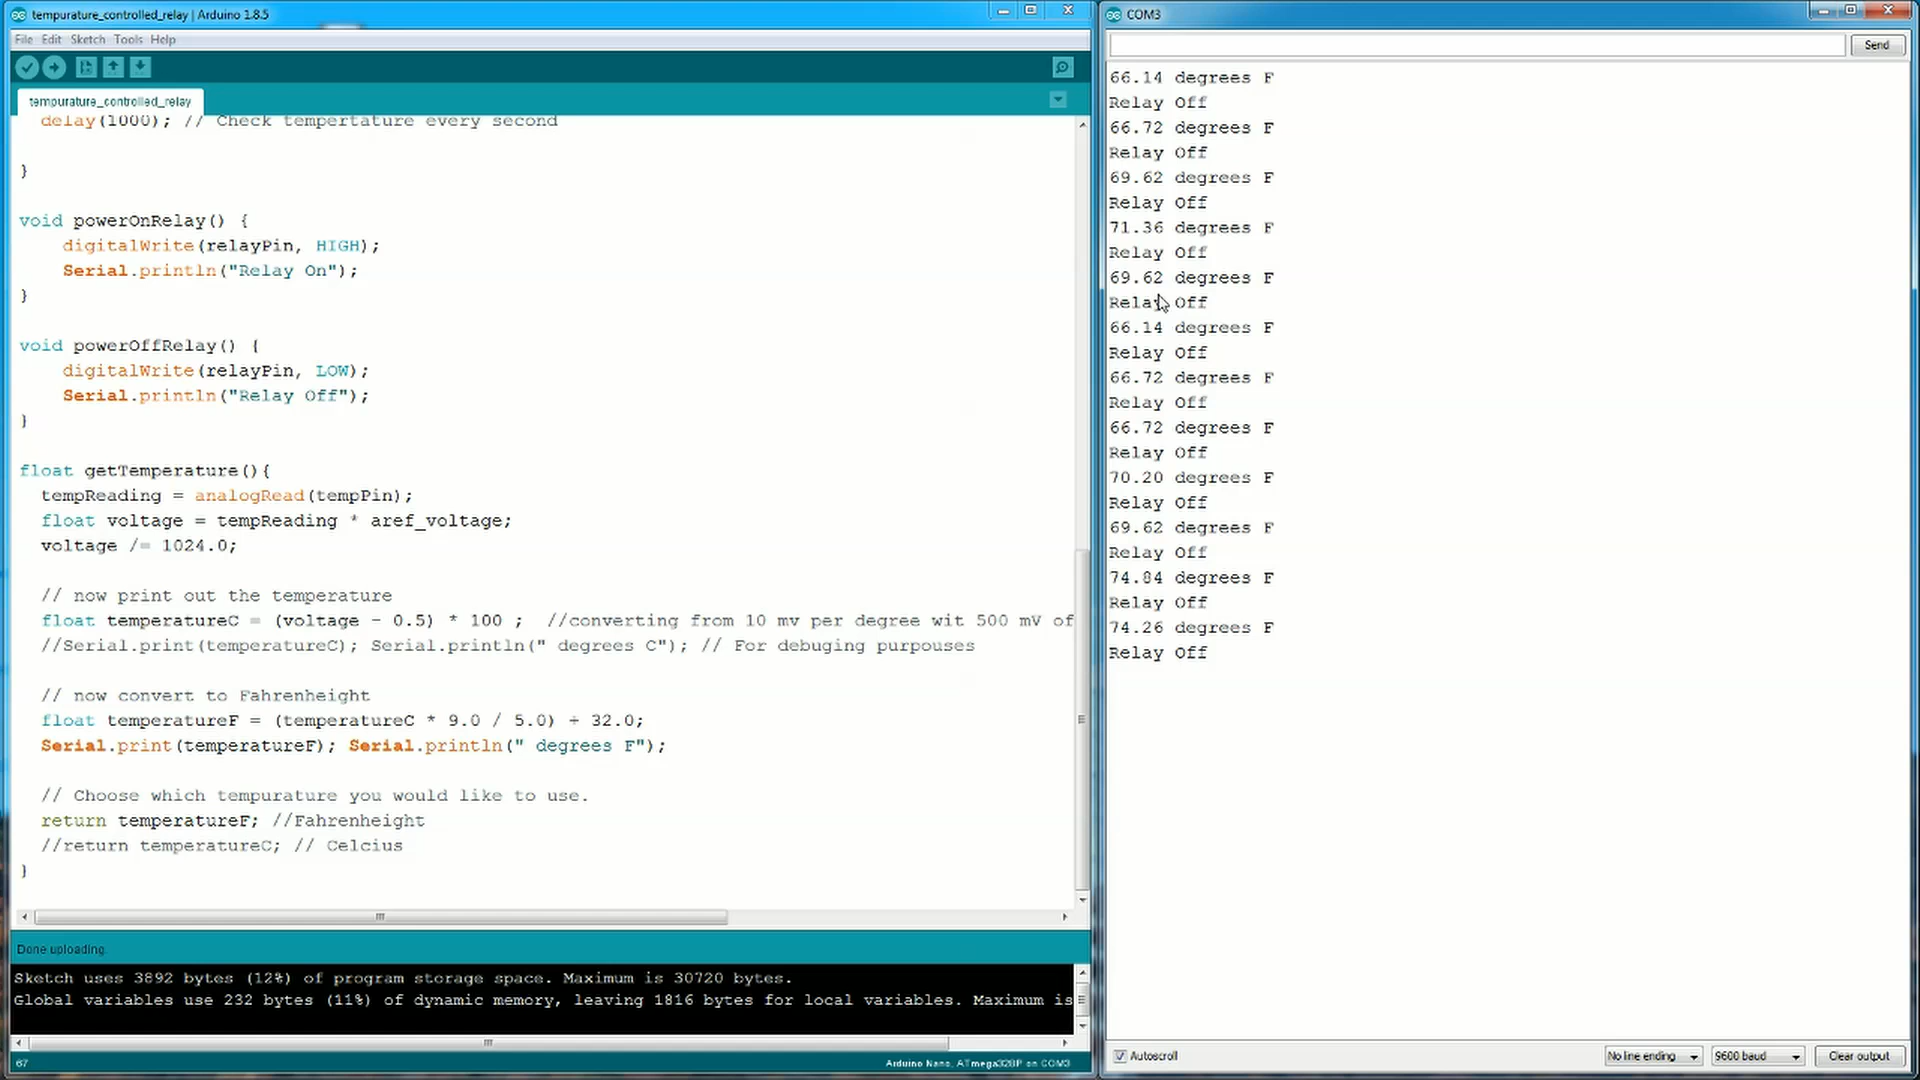 tempurature_controlled_relay | Arduino 1.8.5
File Edit Sketch Tools Help
tempurature_controlled_relay
delay(1000); // Check tempertature every second
}
void powerOnRelay() {
digitalWrite(relayPin, HIGH);
Serial.println("Relay On");
}
void powerOffRelay() {
digitalWrite(relayPin, LOW);
Serial.println("Relay Off");
}
float getTemperature(){
tempReading = analogRead(tempPin);
float voltage = tempReading * aref_voltage;
voltage /= 1024.0;
// now print out the temperature
float temperatureC = (voltage - 0.5) * 100 ;  //converting from 10 mv per degree wit 500 mV of
//Serial.print(temperatureC); Serial.println(" degrees C"); // For debuging purpouses
// now convert to Fahrenheight
float temperatureF = (temperatureC * 9.0 / 5.0) + 32.0;
Serial.print(temperatureF); Serial.println(" degrees F");
// Choose which tempurature you would like to use.
return temperatureF; //Fahrenheight
//return temperatureC; // Celcius
}
Done uploading.
Sketch uses 3892 bytes (12%) of program storage space. Maximum is 30720 bytes.
Global variables use 232 bytes (11%) of dynamic memory, leaving 1816 bytes for local variables. Maximum is
67
Arduino Nano, ATmega328P on COM3
COM3
Send
66.14 degrees F
Relay Off
66.72 degrees F
Relay Off
69.62 degrees F
Relay Off
71.36 degrees F
Relay Off
69.62 degrees F
Relay Off
66.14 degrees F
Relay Off
66.72 degrees F
Relay Off
66.72 degrees F
Relay Off
70.20 degrees F
Relay Off
69.62 degrees F
Relay Off
74.84 degrees F
Relay Off
74.26 degrees F
Relay Off
Autoscroll
No line ending
9600 baud
Clear output